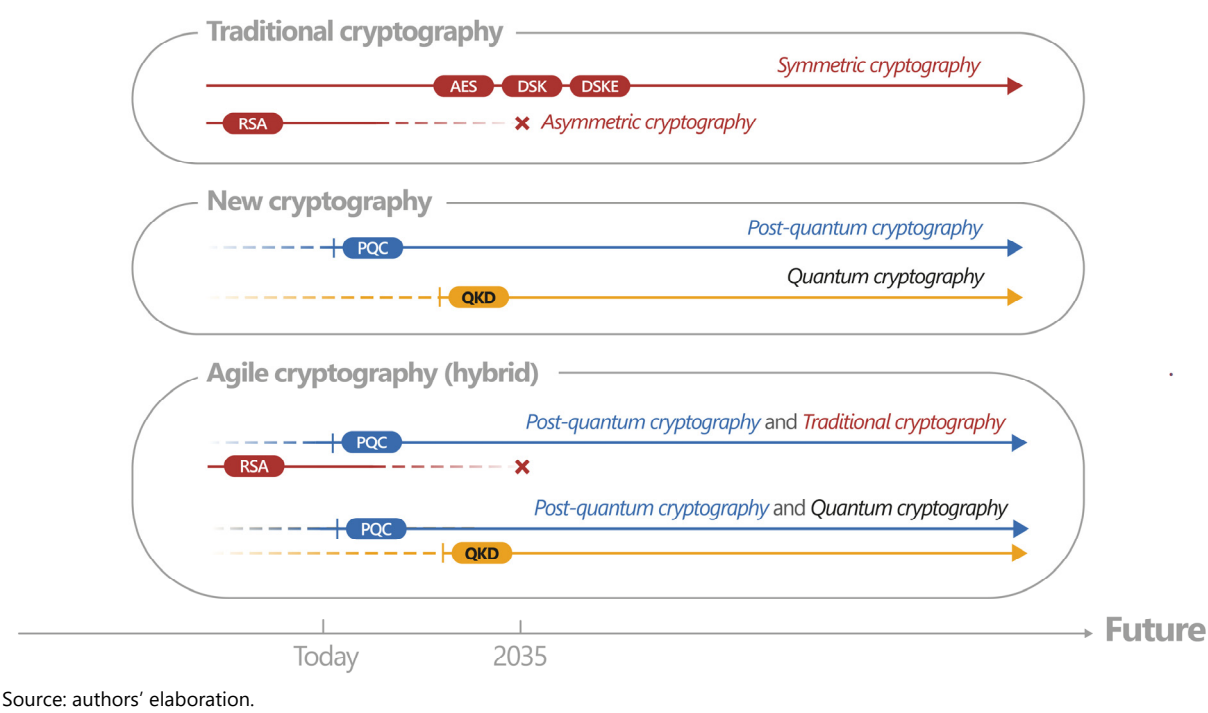 Traditional cryptography
Symmetric cryptography
AES DSK DSKE
RSA Asymmetric cryptography
New cryptography
Post-quantum cryptography
PQC
Quantum cryptography
QKD
Agile cryptography (hybrid)
Post-quantum cryptography and Traditional cryptography
PQC
RSA
Post-quantum cryptography and Quantum cryptography
PQC
QKD
Future
Today 2035
Source: authors’ elaboration.